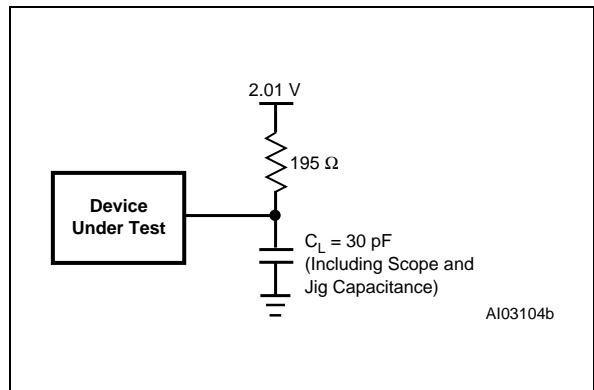 2.01 V
195 Ω
Device
Under Test
C_L = 30 pF
(Including Scope and
Jig Capacitance)
AI03104b